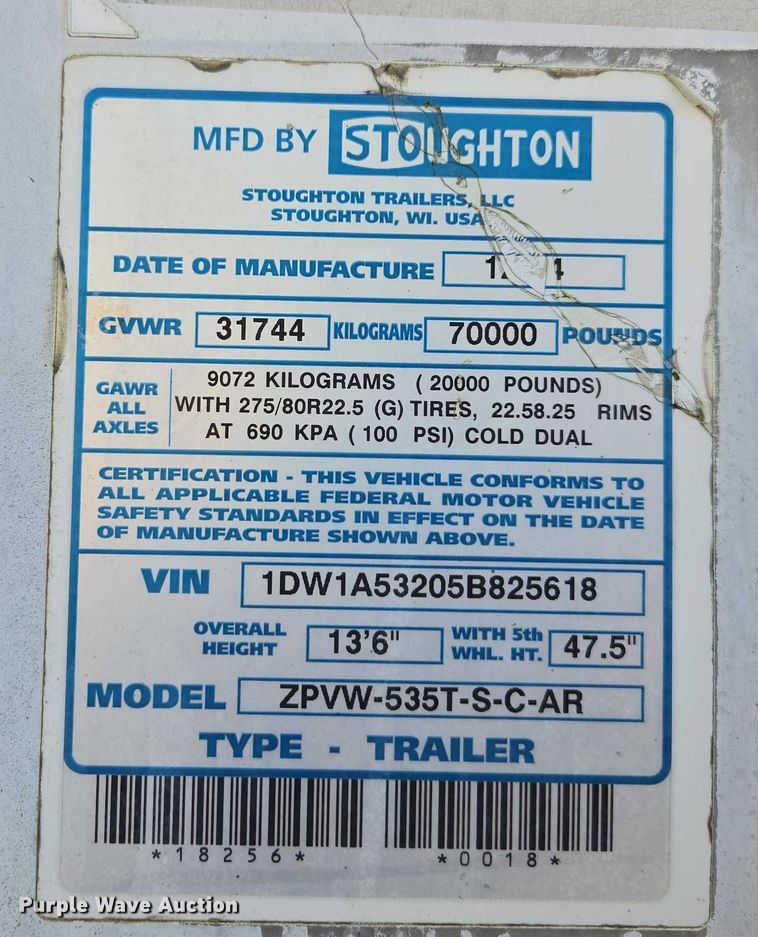 MFD BY STOUGHTON
STOUGHTON TRAILERS, LLC
STOUGHTON, WI. USA
DATE OF MANUFACTURE
GVWR 31744 KILOGRAMS 70000 POUNDS
GAWR ALL AXLES
9072 KILOGRAMS ( 20000 POUNDS)
WITH 275/80R22.5 (G) TIRES, 22.58.25 RIMS
AT 690 KPA ( 100 PSI) COLD DUAL
CERTIFICATION - THIS VEHICLE CONFORMS TO
ALL APPLICABLE FEDERAL MOTOR VEHICLE
SAFETY STANDARDS IN EFFECT ON THE DATE
OF MANUFACTURE SHOWN ABOVE.
VIN 1DW1A53205B825618
OVERALL HEIGHT 13'6" WITH 5th WHL. HT. 47.5"
MODEL ZPVW-535T-S-C-AR
TYPE - TRAILER
*18256* *0018*
Purple Wave Auction